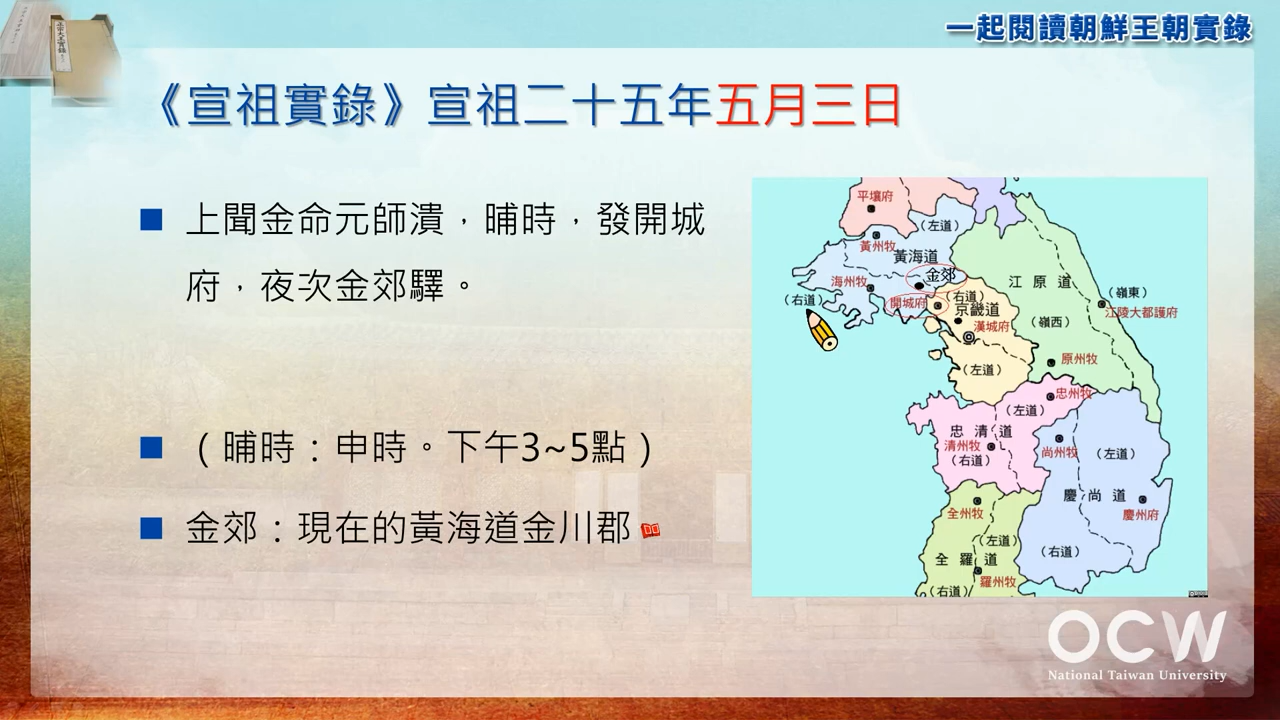 一起閱讀朝鮮王朝實錄
《宣祖實錄》宣祖二十五年五月三日
上聞金命元師潰，晡時，發開城
府，夜次金郊驛。
（晡時：申時。下午3~5點）
金郊：現在的黃海道金川郡
平壤府
（左道）
黃州牧
黃海道
金郊
海州牧
（右道）
開城府
（右道）
京畿道
漢城府
（左道）
江原道
（嶺東）
江陵大都護府
（嶺西）
原州牧
忠州牧
（左道）
忠清道
清州牧
（右道）
尚州牧
（左道）
慶尚道
慶州府
（右道）
全州牧
（左道）
全羅道
羅州牧
（右道）
OCW
National Taiwan University